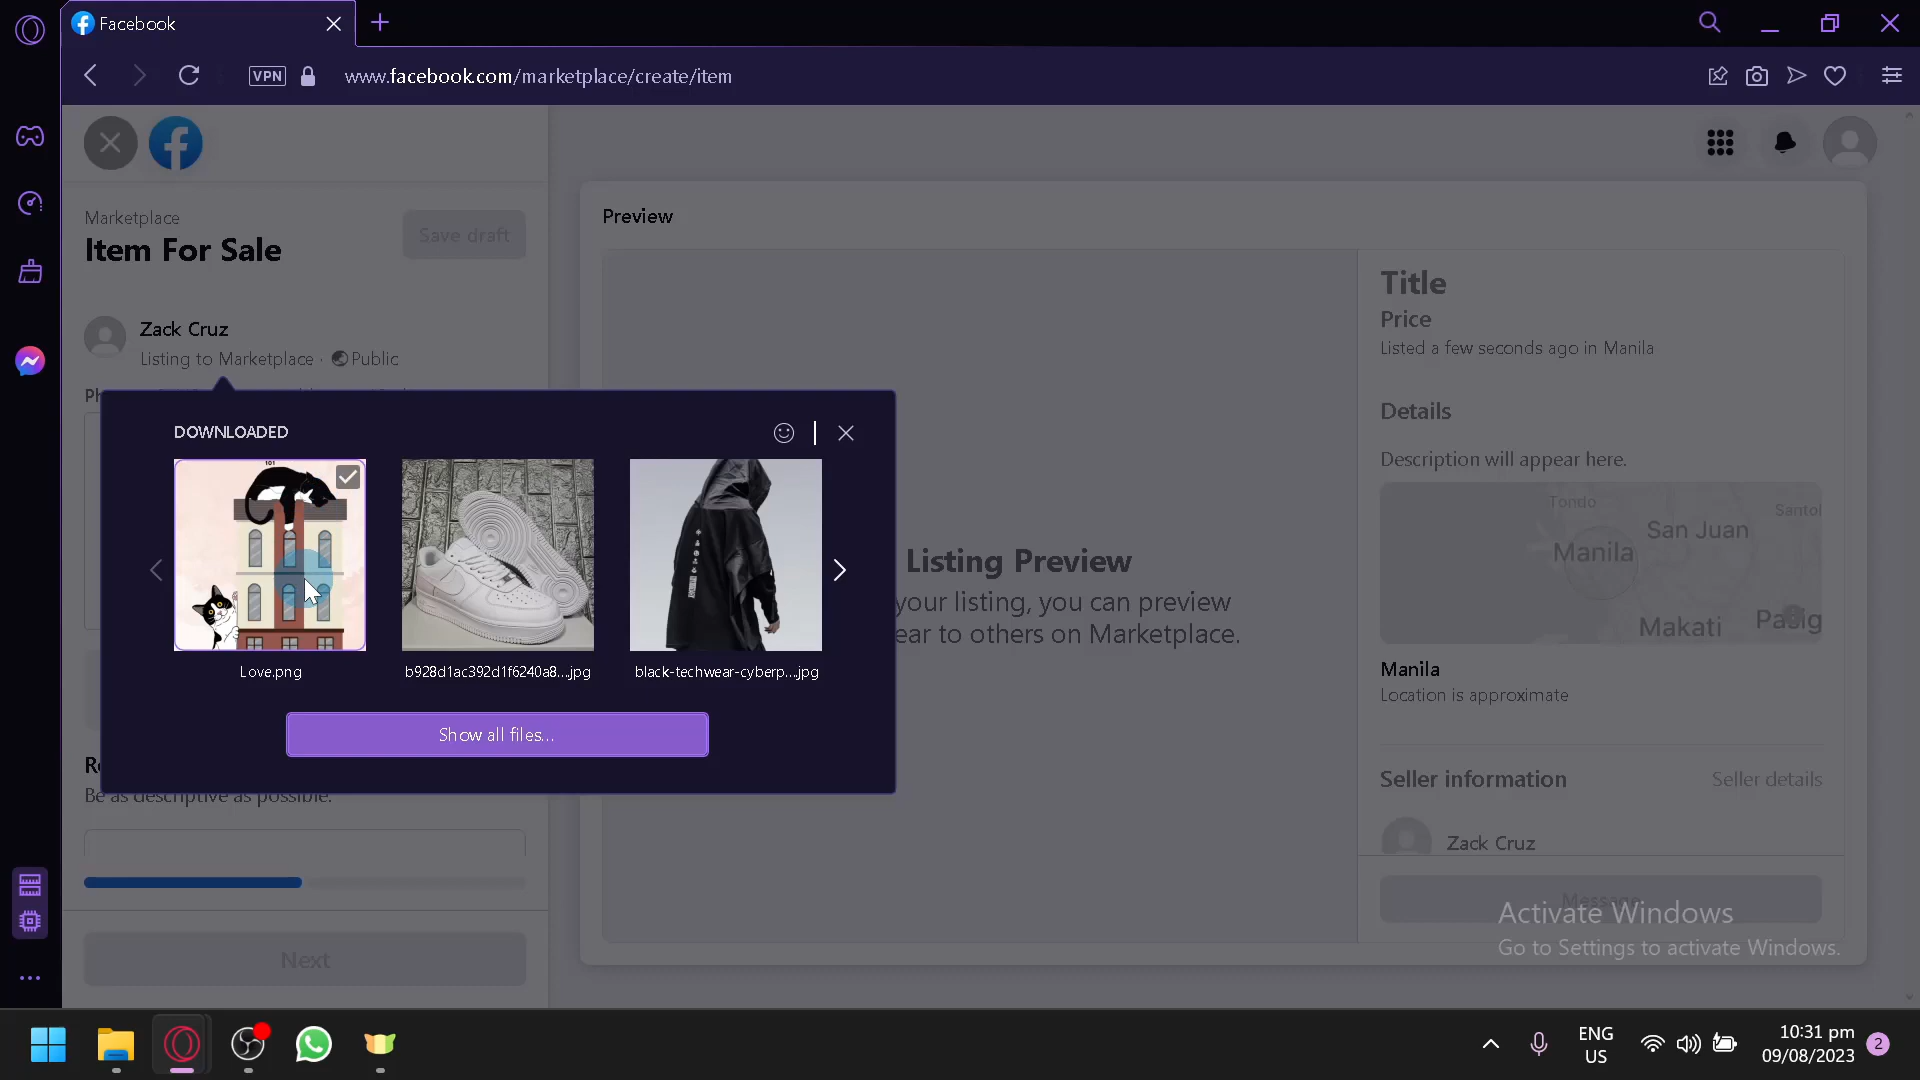 Facebook
VPN
www.facebook.com/marketplace/create/item
Marketplace
Item For Sale
Save draft
Zack Cruz
Listing to Marketplace · Public
DOWNLOADED
101
Love.png
b928d1ac392d1f6240a8...jpg
black-techwear-cyberp...jpg
Show all files...
Be as descriptive as possible.
Next
Preview
Listing Preview
your listing, you can preview
ear to others on Marketplace.
Title
Price
Listed a few seconds ago in Manila
Details
Description will appear here.
Tondo
Santol
San Juan
Manila
Makati
Pasig
Manila
Location is approximate
Seller information
Seller details
Zack Cruz
Message
Activate Windows
Go to Settings to activate Windows.
ENG
US
10:31 pm
09/08/2023
2